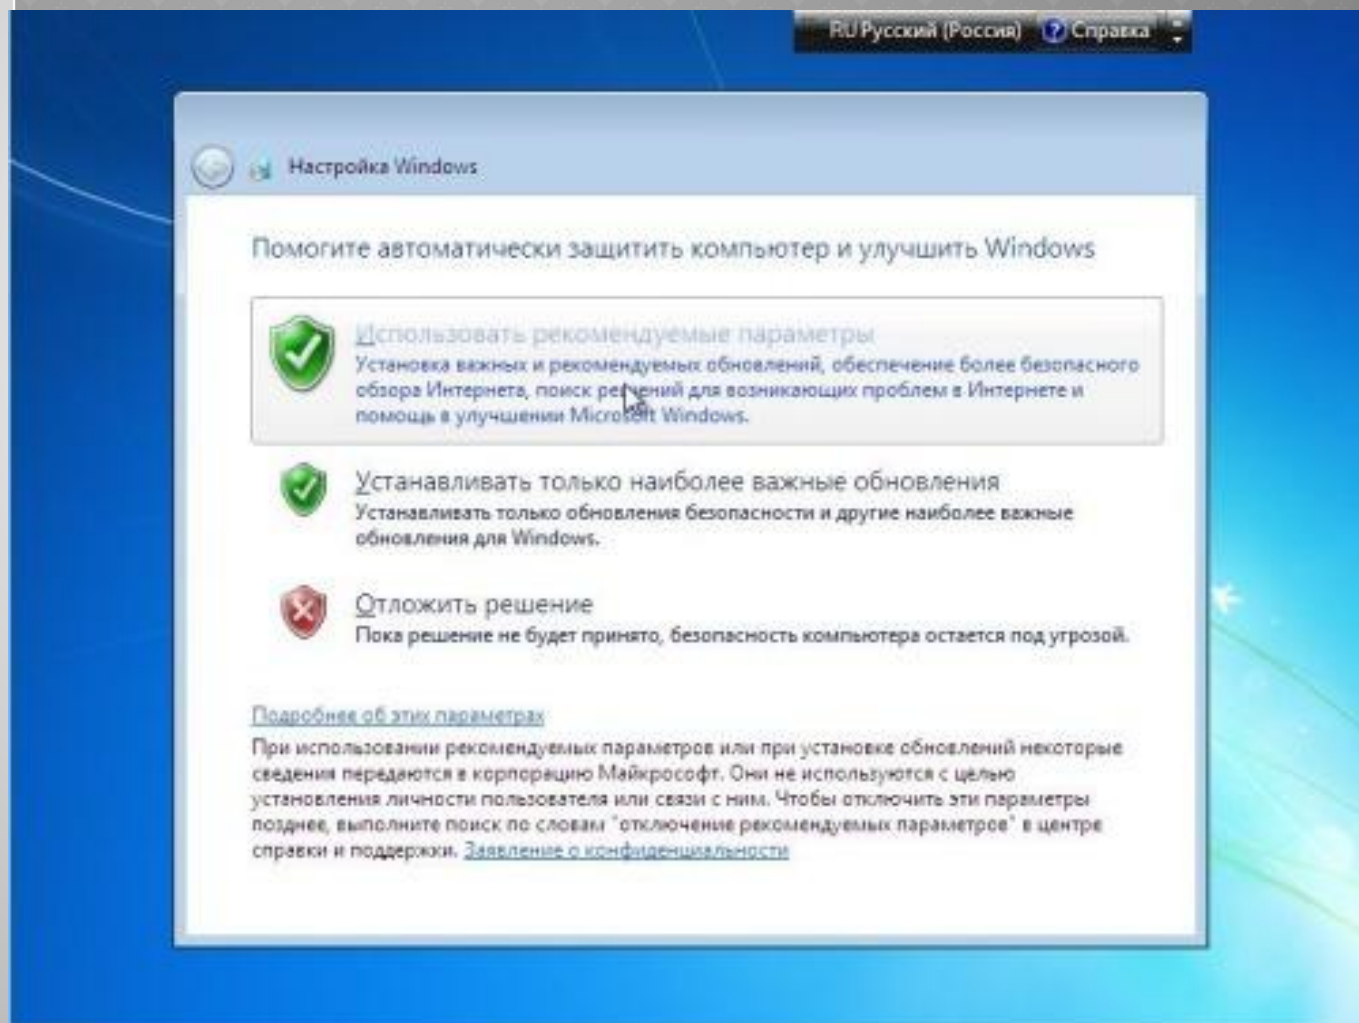 RU Русский (Россия) Справка
Настройка Windows
Помогите автоматически защитить компьютер и улучшить Windows
Использовать рекомендуемые параметры
Установка важных и рекомендуемых обновлений, обеспечение более безопасного
обзора Интернета, поиск решений для возникающих проблем в Интернете и
помощь в улучшении Microsoft Windows.
Устанавливать только наиболее важные обновления
Устанавливать только обновления безопасности и другие наиболее важные
обновления для Windows.
Отложить решение
Пока решение не будет принято, безопасность компьютера остается под угрозой.
Подробнее об этих параметрах
При использовании рекомендуемых параметров или при установке обновлений некоторые
сведения передаются в корпорацию Майкрософт. Они не используются с целью
установления личности пользователя или связи с ним. Чтобы отключить эти параметры
позднее, выполните поиск по словам "отключение рекомендуемых параметров" в центре
справки и поддержки. Заявление о конфиденциальности